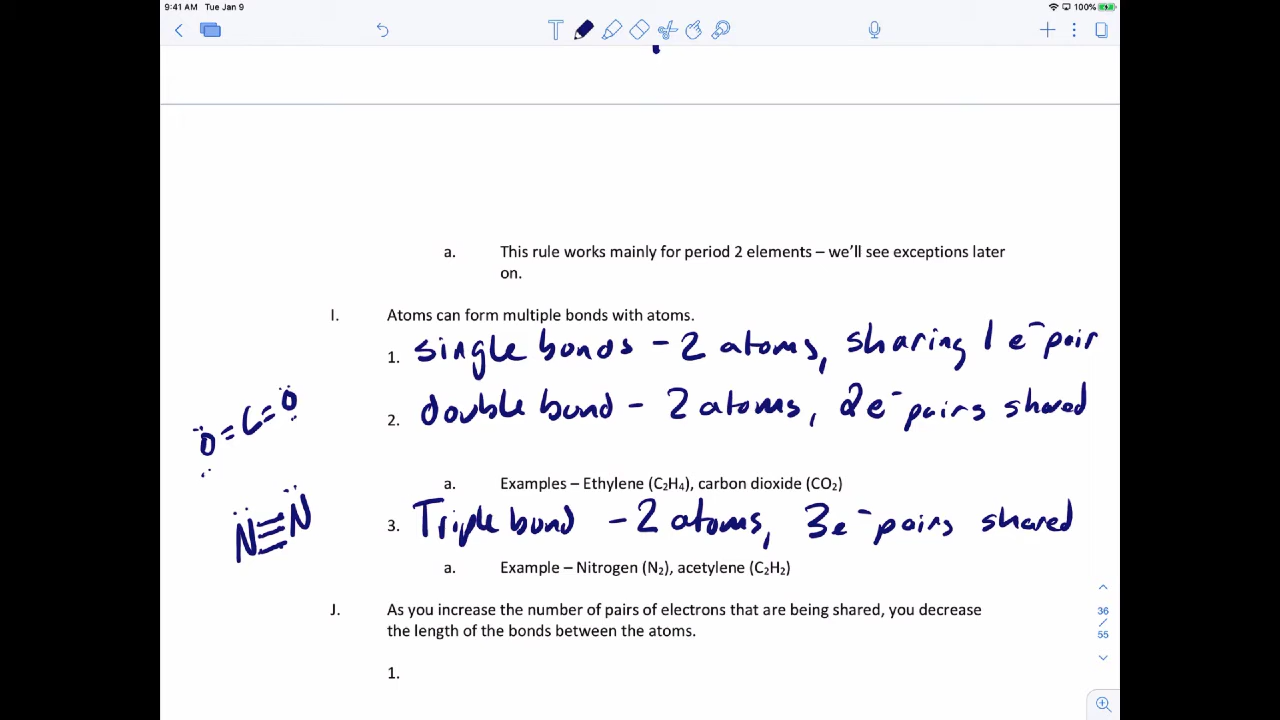 9:41 AM Tue Jan 9
100%
T
a. This rule works mainly for period 2 elements – we'll see exceptions later
on.
I. Atoms can form multiple bonds with atoms.
1. single bonds - 2 atoms, sharing 1 e⁻ pair
2. double bond - 2 atoms, 2e⁻ pairs shared
O=C=O
a. Examples – Ethylene (C₂H₄), carbon dioxide (CO₂)
3. Triple bond - 2 atoms, 3e⁻ pairs shared
N≡N
a. Example – Nitrogen (N₂), acetylene (C₂H₂)
J. As you increase the number of pairs of electrons that are being shared, you decrease
the length of the bonds between the atoms.
1.
36
/
55